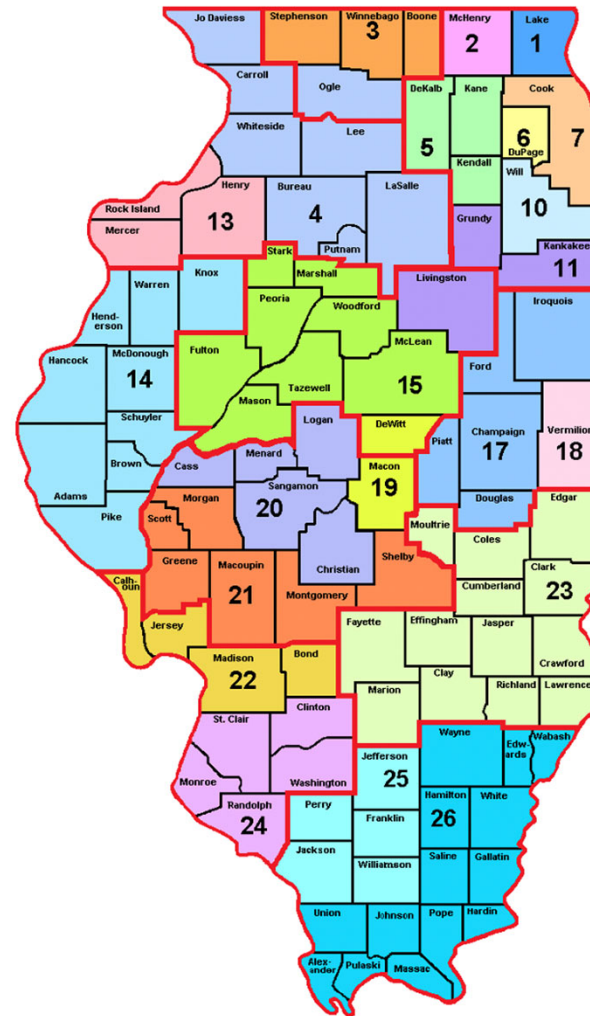 Jo Daviess
Stephenson
Winnebago
3
Boone
McHenry
2
Lake
1
Carroll
Ogle
DeKalb
5
Kane
Cook
7
6
DuPage
Whiteside
Lee
Kendall
Will
10
Rock Island
Henry
13
Mercer
Bureau
4
Putnam
LaSalle
Grundy
Kankakee
11
Stark
Marshall
Livingston
Knox
Warren
Hend-
erson
Peoria
Woodford
Iroquois
Hancock
McDonough
14
Fulton
McLean
15
Ford
Mason
Tazewell
Schuyler
Logan
DeWitt
Piatt
Champaign
17
Vermilion
18
Adams
Brown
Cass
Menard
Sangamon
20
Macon
19
Douglas
Edgar
Pike
Scott
Morgan
Moultrie
Coles
Christian
Shelby
Greene
Macoupin
21
Montgomery
Cumberland
Clark
23
Cal-
houn
Jersey
Fayette
Effingham
Jasper
Crawford
Madison
22
Bond
Clay
Marion
Richland
Lawrence
Clinton
St. Clair
Wayne
Edw-
ards
Wabash
Monroe
Washington
Jefferson
25
Randolph
24
Perry
Hamilton
26
White
Franklin
Jackson
Williamson
Saline
Gallatin
Union
Johnson
Pope
Hardin
Alex-
ander
Pulaski
Massac